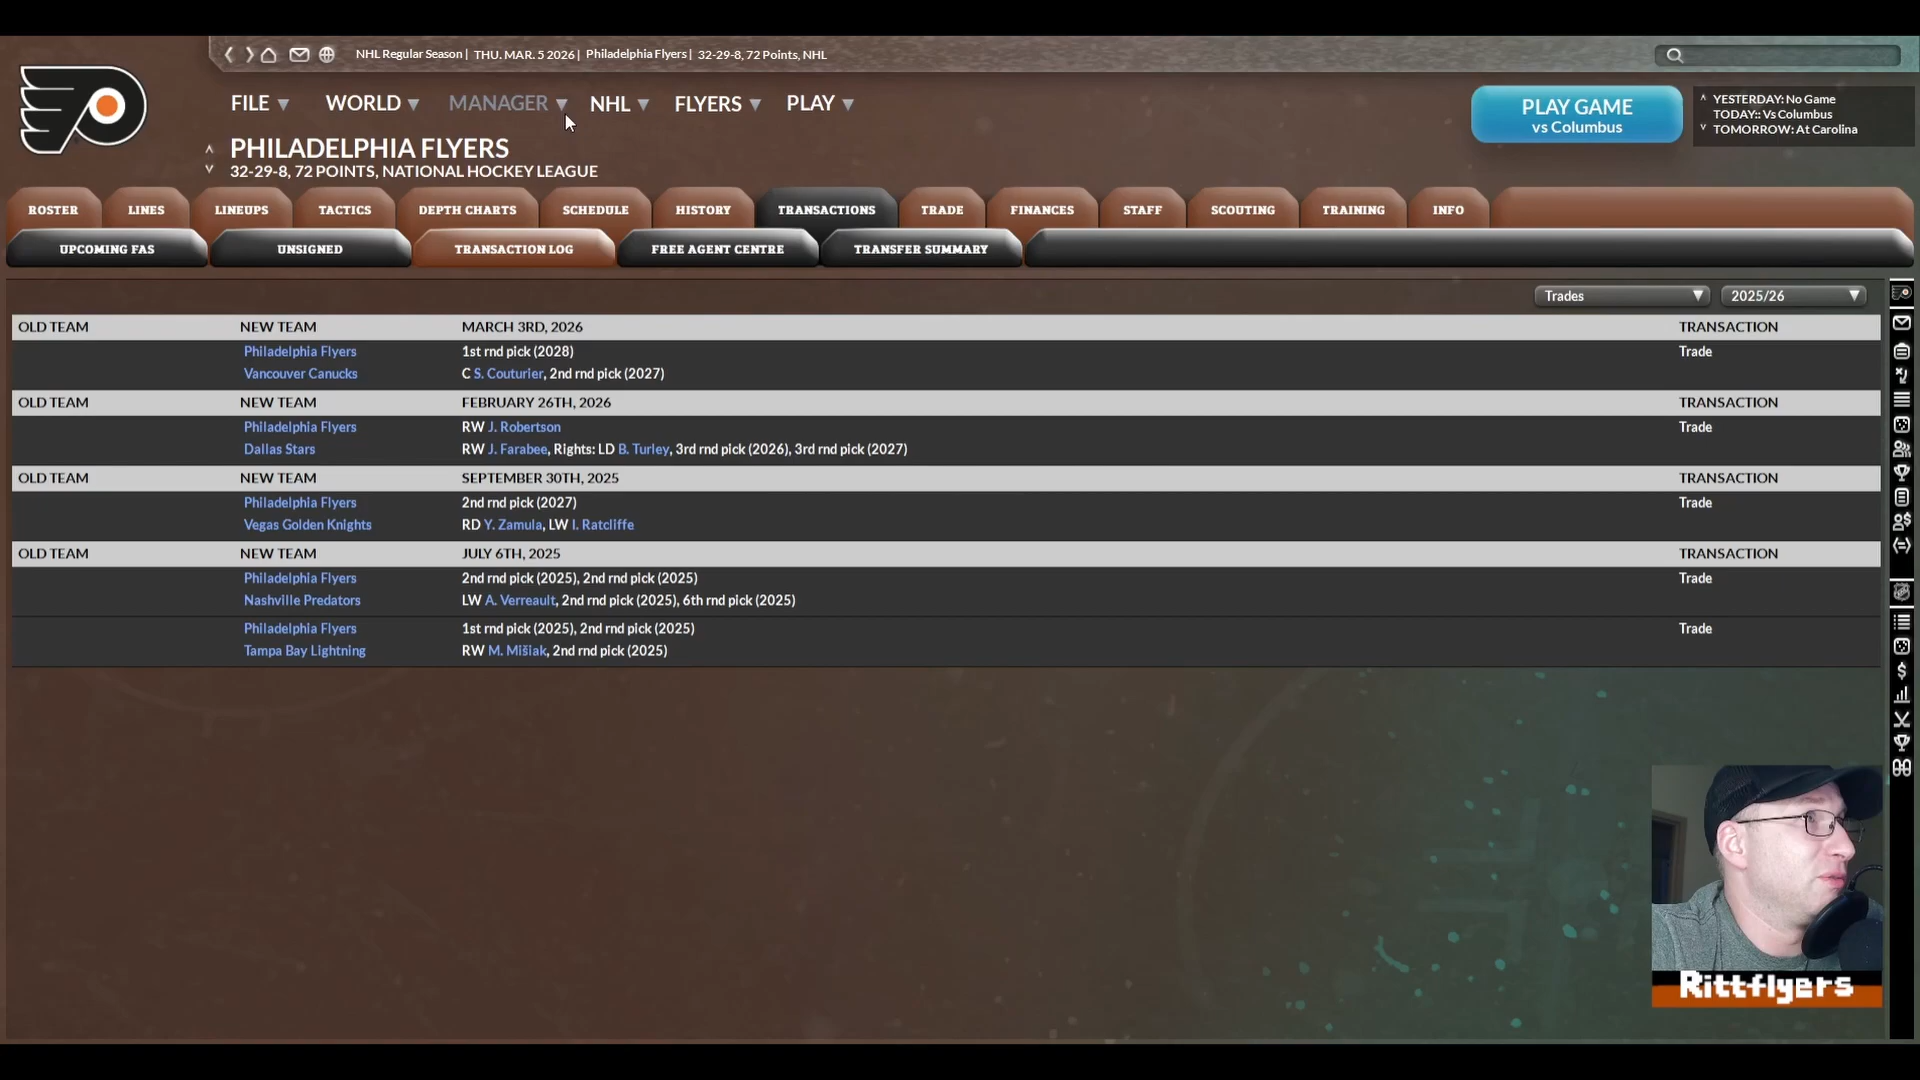 NHL Regular Season | THU. MAR. 5 2026 | Philadelphia Flyers | 32-29-8, 72 Points, NHL
FILE ▼ WORLD ▼ MANAGER ▼ NHL ▼ FLYERS ▼ PLAY ▼
PLAY GAME
vs Columbus
YESTERDAY: No Game
TODAY:: Vs Columbus
TOMORROW: At Carolina
PHILADELPHIA FLYERS
32-29-8, 72 POINTS, NATIONAL HOCKEY LEAGUE
ROSTER LINES LINEUPS TACTICS DEPTH CHARTS SCHEDULE HISTORY TRANSACTIONS TRADE FINANCES STAFF SCOUTING TRAINING INFO
UPCOMING FAS UNSIGNED TRANSACTION LOG FREE AGENT CENTRE TRANSFER SUMMARY
Trades ▼ 2025/26 ▼
OLD TEAM NEW TEAM MARCH 3RD, 2026 TRANSACTION
Philadelphia Flyers 1st rnd pick (2028) Trade
Vancouver Canucks C S. Couturier, 2nd rnd pick (2027)
OLD TEAM NEW TEAM FEBRUARY 26TH, 2026 TRANSACTION
Philadelphia Flyers RW J. Robertson Trade
Dallas Stars RW J. Farabee, Rights: LD B. Turley, 3rd rnd pick (2026), 3rd rnd pick (2027)
OLD TEAM NEW TEAM SEPTEMBER 30TH, 2025 TRANSACTION
Philadelphia Flyers 2nd rnd pick (2027) Trade
Vegas Golden Knights RD Y. Zamula, LW I. Ratcliffe
OLD TEAM NEW TEAM JULY 6TH, 2025 TRANSACTION
Philadelphia Flyers 2nd rnd pick (2025), 2nd rnd pick (2025) Trade
Nashville Predators LW A. Verreault, 2nd rnd pick (2025), 6th rnd pick (2025)
Philadelphia Flyers 1st rnd pick (2025), 2nd rnd pick (2025) Trade
Tampa Bay Lightning RW M. Mišiak, 2nd rnd pick (2025)
Rittflyers